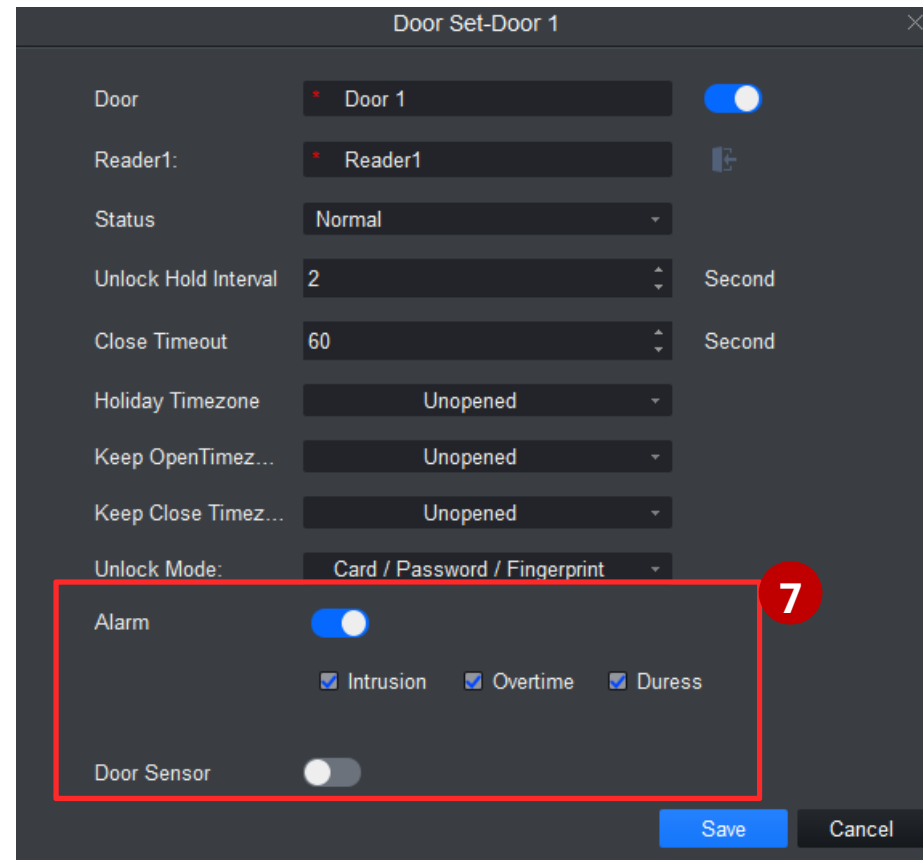 Door Set-Door 1
Door * Door 1
Reader1: * Reader1
Status Normal
Unlock Hold Interval 2 Second
Close Timeout 60 Second
Holiday Timezone Unopened
Keep OpenTimez... Unopened
Keep Close Timez... Unopened
Unlock Mode: Card / Password / Fingerprint
7
Alarm
Intrusion Overtime Duress
Door Sensor
Save Cancel